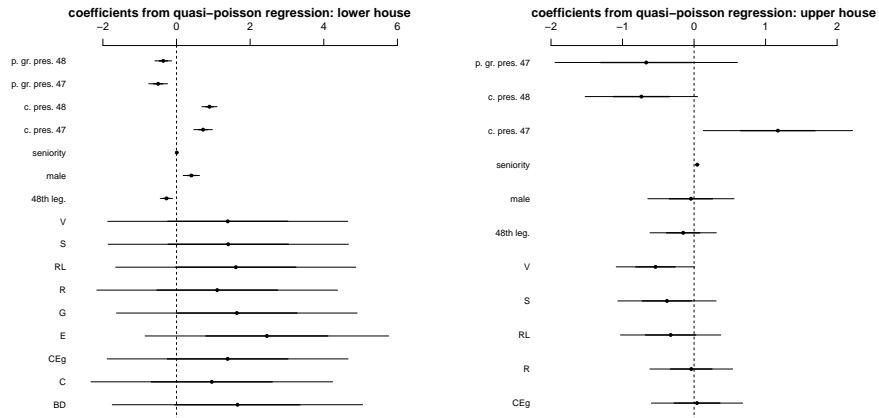 coefficients from quasi−poisson regression: lower house
−2 0 2 4 6
p. gr. pres. 48
p. gr. pres. 47
c. pres. 48
c. pres. 47
seniority
male
48th leg.
V
S
RL
R
G
E
CEg
C
BD
coefficients from quasi−poisson regression: upper house
−2 −1 0 1 2
p. gr. pres. 47
c. pres. 48
c. pres. 47
seniority
male
48th leg.
V
S
RL
R
CEg